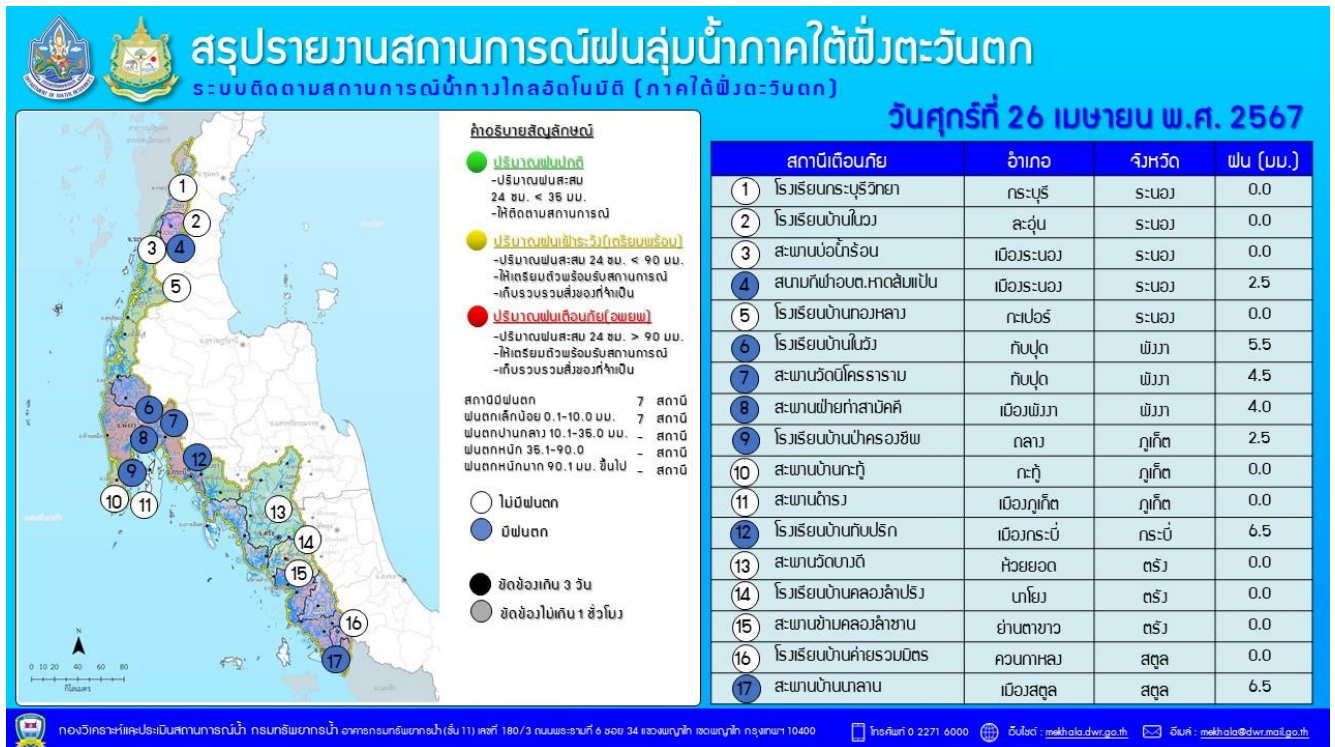 สรุปรายงานสถานการณ์ฝนลุ่มน้ำภาคใต้ฝั่งตะวันตก
ระบบติดตามสถานการณ์น้ำทางไกลอัตโนมัติ (ภาคใต้ฝั่งตะวันตก)
วันศุกร์ที่ 26 เมษายน พ.ศ. 2567
คำอธิบายสัญลักษณ์
ปริมาณฝนปกติ
-ปริมาณฝนสะสม
24 ชม. < 35 มม.
-ให้ติดตามสถานการณ์
ปริมาณฝนเฝ้าระวัง(เตรียมพร้อม)
-ปริมาณฝนสะสม 24 ชม. < 90 มม.
-ให้เตรียมตัวพร้อมรับสถานการณ์
-เก็บรวบรวมสิ่งของที่จำเป็น
ปริมาณฝนเตือนภัย(อพยพ)
-ปริมาณฝนสะสม 24 ชม. > 90 มม.
-ให้เตรียมตัวพร้อมรับสถานการณ์
-เก็บรวบรวมสิ่งของที่จำเป็น
สถานีมีฝนตก 7 สถานี
ฝนตกเล็กน้อย 0.1-10.0 มม. 7 สถานี
ฝนตกปานกลาง 10.1-35.0 มม. - สถานี
ฝนตกหนัก 35.1-90.0 - สถานี
ฝนตกหนักมาก 90.1 มม. ขึ้นไป - สถานี
ไม่มีฝนตก
มีฝนตก
ขัดข้องเกิน 3 วัน
ขัดข้องไม่เกิน 1 ชั่วโมง
1
2
3
4
5
6
7
8
9
12
10
11
13
14
15
16
17
N
0 10 20 40 60 80
กิโลเมตร
สถานีเตือนภัย อำเภอ จังหวัด ฝน (มม.)
1 โรงเรียนกระบุรีวิทยา กระบุรี ระนอง 0.0
2 โรงเรียนบ้านในวง ละอุ่น ระนอง 0.0
3 สะพานบ่อน้ำร้อน เมืองระนอง ระนอง 0.0
4 สนามกีฬาอบต.หาดส้มแป้น เมืองระนอง ระนอง 2.5
5 โรงเรียนบ้านทองหลาง กะเปอร์ ระนอง 0.0
6 โรงเรียนบ้านในวัง ทับปุด พังงา 5.5
7 สะพานวัดนิโครธาราม ทับปุด พังงา 4.5
8 สะพานฝ่ายท่าสามัคคี เมืองพังงา พังงา 4.0
9 โรงเรียนบ้านป่าครองชีพ ถลาง ภูเก็ต 2.5
10 สะพานบ้านกะทู้ กะทู้ ภูเก็ต 0.0
11 สะพานดำรง เมืองภูเก็ต ภูเก็ต 0.0
12 โรงเรียนบ้านทับปริก เมืองกระบี่ กระบี่ 6.5
13 สะพานวัดบางดี ห้วยยอด ตรัง 0.0
14 โรงเรียนบ้านคลองลำปริง นาโยง ตรัง 0.0
15 สะพานข้ามคลองลำชาน ย่านตาขาว ตรัง 0.0
16 โรงเรียนบ้านค่ายรวมมิตร ควนกาหลง สตูล 0.0
17 สะพานบ้านนาลาน เมืองสตูล สตูล 6.5
กองวิเคราะห์และประเมินสถานการณ์น้ำ กรมทรัพยากรน้ำ อาคารกรมทรัพยากรน้ำ (ชั้น 11) เลขที่ 180/3 ถนนพระรามที่ 6 ซอย 34 แขวงพญาไท เขตพญาไท กรุงเทพฯ 10400 โทรศัพท์ 0 2271 6000 เว็บไซต์ : mekhala.dwr.go.th อีเมล์ : mekhala@dwr.mail.go.th